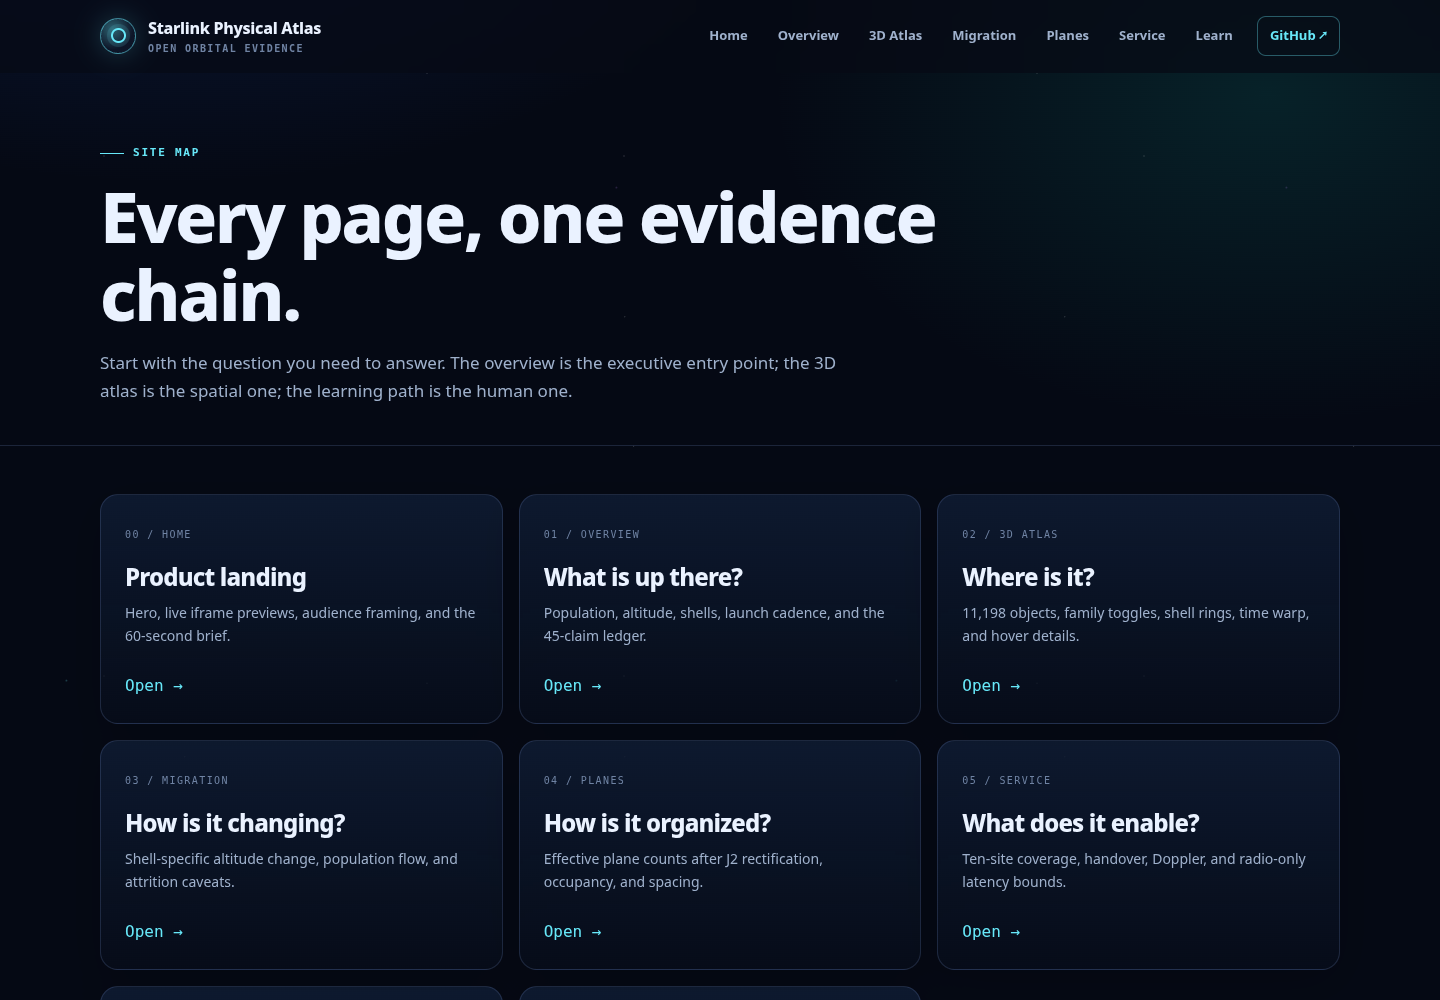 Starlink Physical Atlas
OPEN ORBITAL EVIDENCE
Home
Overview
3D Atlas
Migration
Planes
Service
Learn
GitHub ↗
SITE MAP
Every page, one evidence
chain.
Start with the question you need to answer. The overview is the executive entry point; the 3D
atlas is the spatial one; the learning path is the human one.
00 / HOME
Product landing
Hero, live iframe previews, audience framing, and the
60-second brief.
Open →
01 / OVERVIEW
What is up there?
Population, altitude, shells, launch cadence, and the
45-claim ledger.
Open →
02 / 3D ATLAS
Where is it?
11,198 objects, family toggles, shell rings, time warp,
and hover details.
Open →
03 / MIGRATION
How is it changing?
Shell-specific altitude change, population flow, and
attrition caveats.
Open →
04 / PLANES
How is it organized?
Effective plane counts after J2 rectification,
occupancy, and spacing.
Open →
05 / SERVICE
What does it enable?
Ten-site coverage, handover, Doppler, and radio-only
latency bounds.
Open →